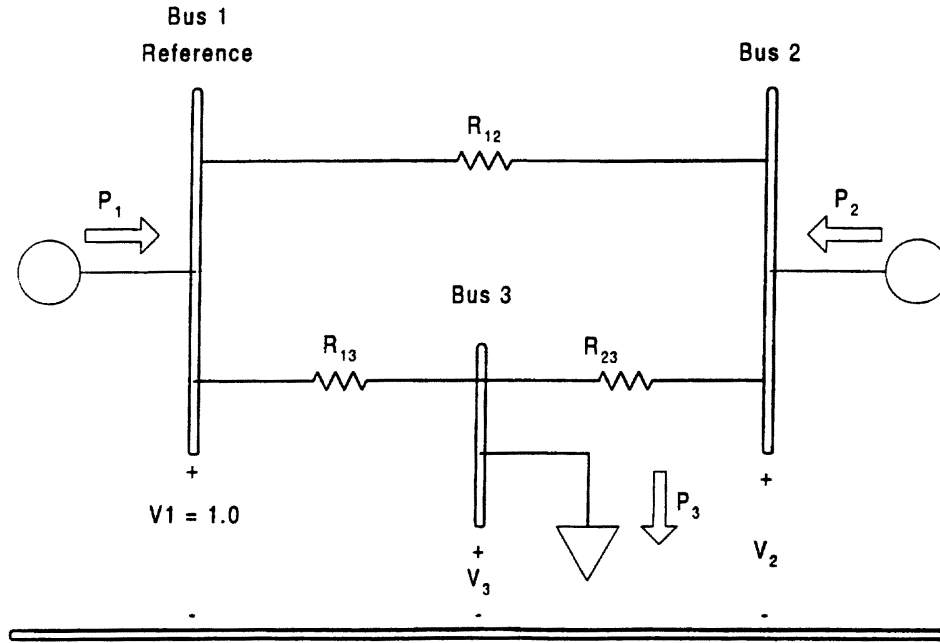 Bus 1
Reference
Bus 2
R12
P1
P2
Bus 3
R13
R23
+
V1 = 1.0
+
V3
P3
+
V2
-
-
-